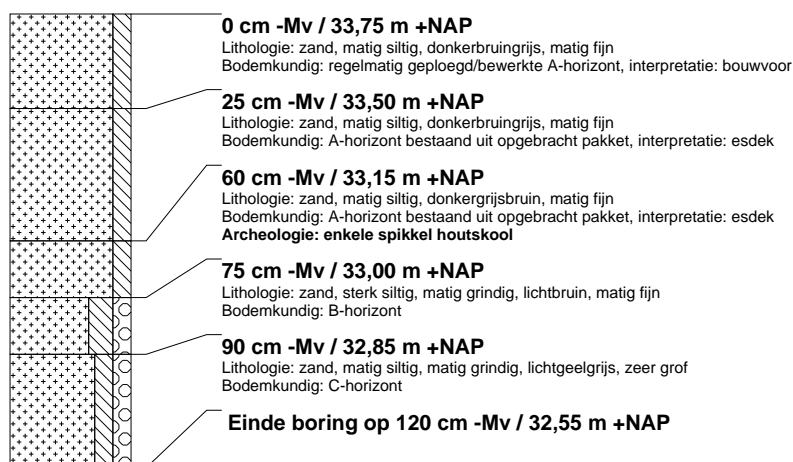 0 cm -Mv / 33,75 m +NAP
Lithologie: zand, matig siltig, donkerbruingrijs, matig fijn
Bodemkundig: regelmatig geploegd/bewerkte A-horizont, interpretatie: bouwvoor
25 cm -Mv / 33,50 m +NAP
Lithologie: zand, matig siltig, donkerbruingrijs, matig fijn
Bodemkundig: A-horizont bestaand uit opgebracht pakket, interpretatie: esdek
60 cm -Mv / 33,15 m +NAP
Lithologie: zand, matig siltig, donkergrijsbruin, matig fijn
Bodemkundig: A-horizont bestaand uit opgebracht pakket, interpretatie: esdek
Archeologie: enkele spikkel houtskool
75 cm -Mv / 33,00 m +NAP
Lithologie: zand, sterk siltig, matig grindig, lichtbruin, matig fijn
Bodemkundig: B-horizont
90 cm -Mv / 32,85 m +NAP
Lithologie: zand, matig siltig, matig grindig, lichtgeelgrijs, zeer grof
Bodemkundig: C-horizont
Einde boring op 120 cm -Mv / 32,55 m +NAP